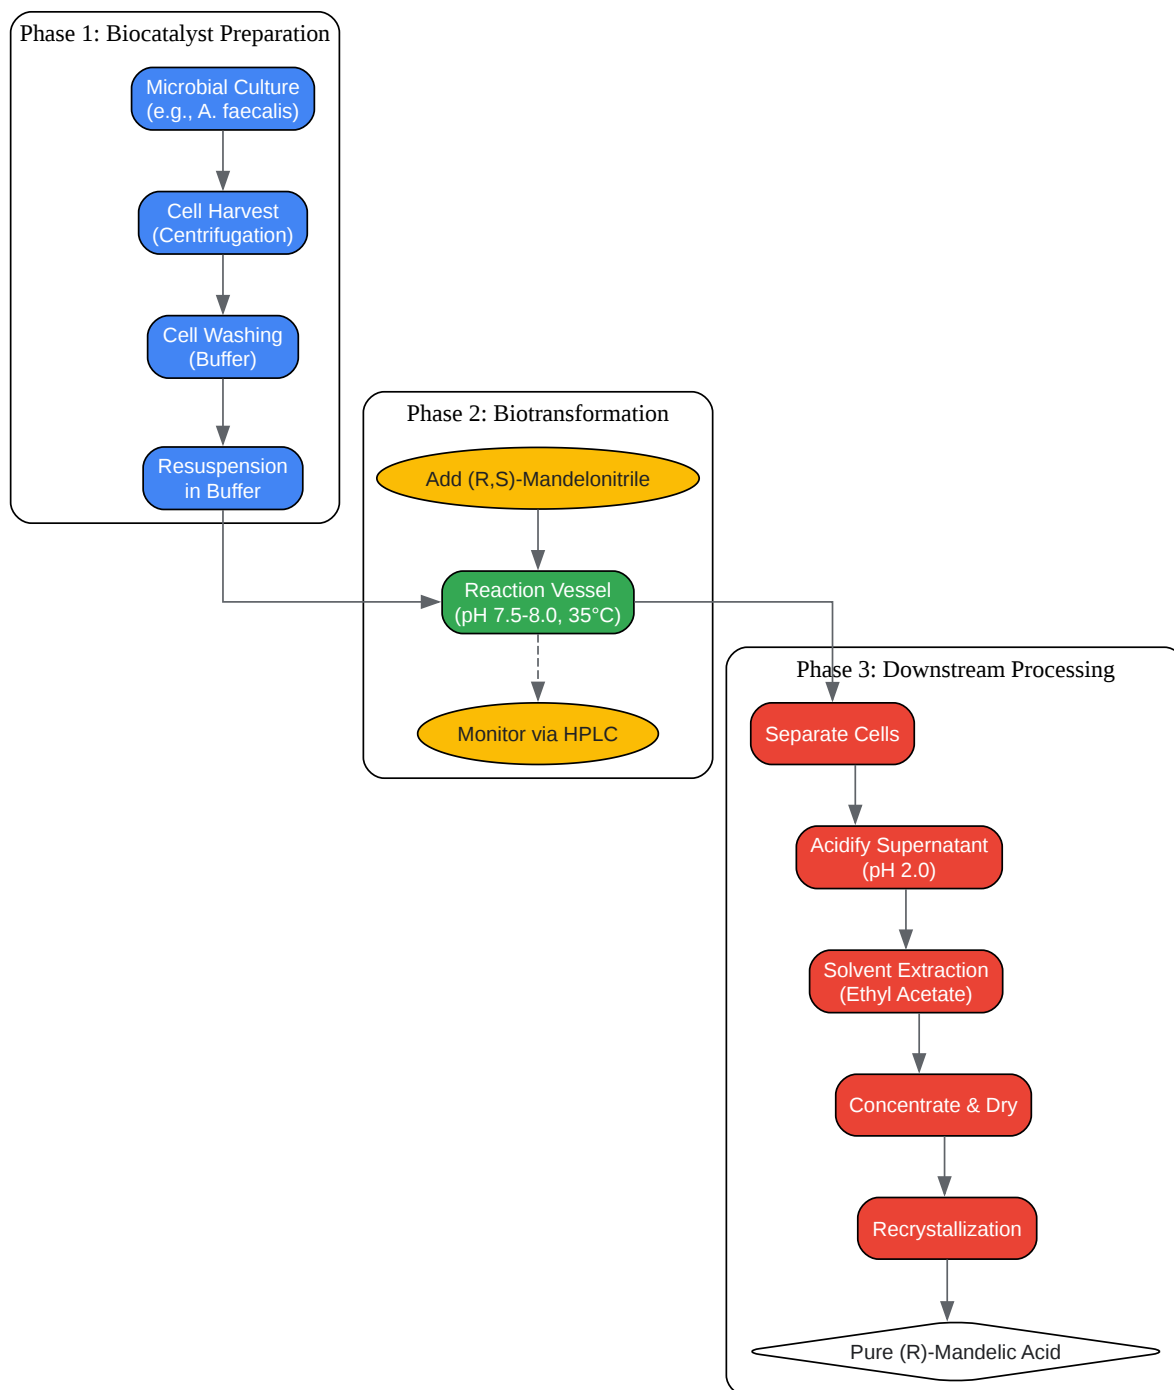 Phase 1: Biocatalyst Preparation
Microbial Culture
(e.g., A. faecalis)
Cell Harvest
(Centrifugation)
Cell Washing
(Buffer)
Resuspension
in Buffer
Phase 2: Biotransformation
Add (R,S)-Mandelonitrile
Reaction Vessel
(pH 7.5-8.0, 35°C)
Monitor via HPLC
Phase 3: Downstream Processing
Separate Cells
Acidify Supernatant
(pH 2.0)
Solvent Extraction
(Ethyl Acetate)
Concentrate & Dry
Recrystallization
Pure (R)-Mandelic Acid